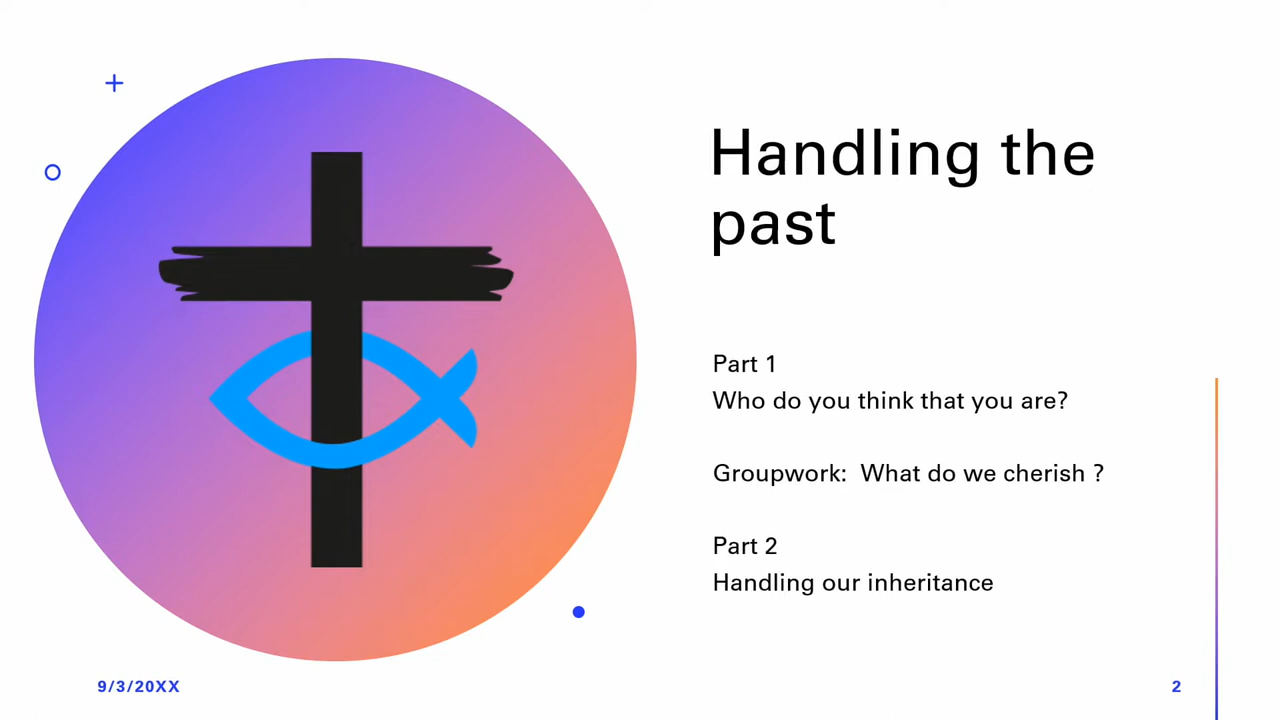 Handling the
past
Part 1
Who do you think that you are?
Groupwork:  What do we cherish ?
Part 2
Handling our inheritance
9/3/20XX
2